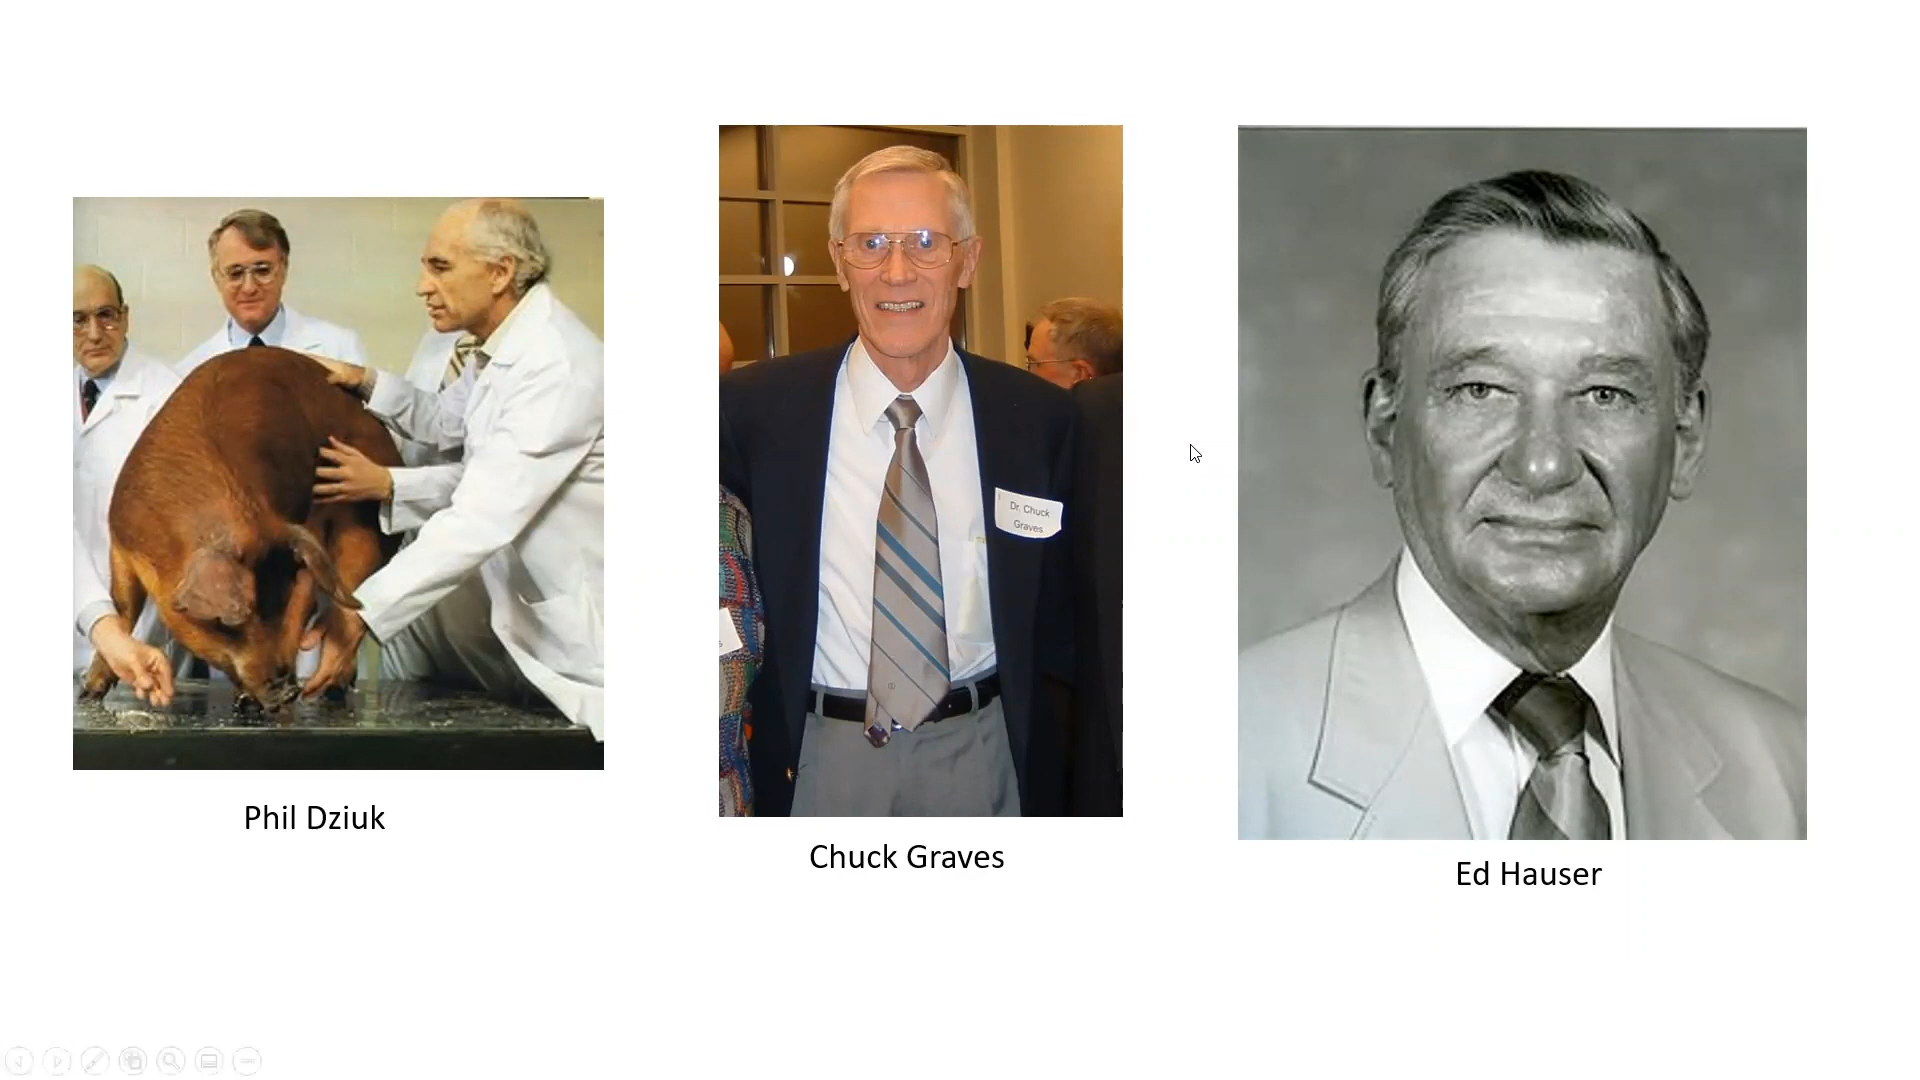 Dr. Chuck
Graves
Phil Dziuk
Chuck Graves
Ed Hauser